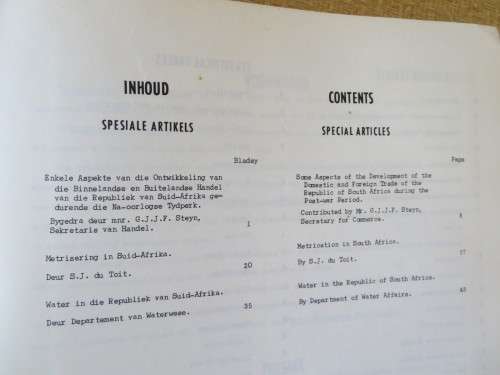 INHOUD
SPESIALE ARTIKELS
Bladsy
Enkele Aspekte van die Ontwikkeling van
die Binnelandse en Buitelandse Handel
van die Republiek van Suid-Afrika ge-
durende die Na-oorlogse Tydperk.
Bygedra deur mnr. G.J.J.F. Steyn,
Sekretaris van Handel. 1
Metrisering in Suid-Afrika.
Deur S.J. du Toit. 20
Water in die Republiek van Suid-Afrika.
Deur Departement van Waterwese. 35
CONTENTS
SPECIAL ARTICLES
Page
Some Aspects of the Development of the
Domestic and Foreign Trade of the
Republic of South Africa during the
Post-war Period.
Contributed by Mr. G.J.J.F. Steyn,
Secretary for Commerce.
Metrication in South Africa.
By S.J. du Toit.
Water in the Republic of South Africa.
By Department of Water Affairs.